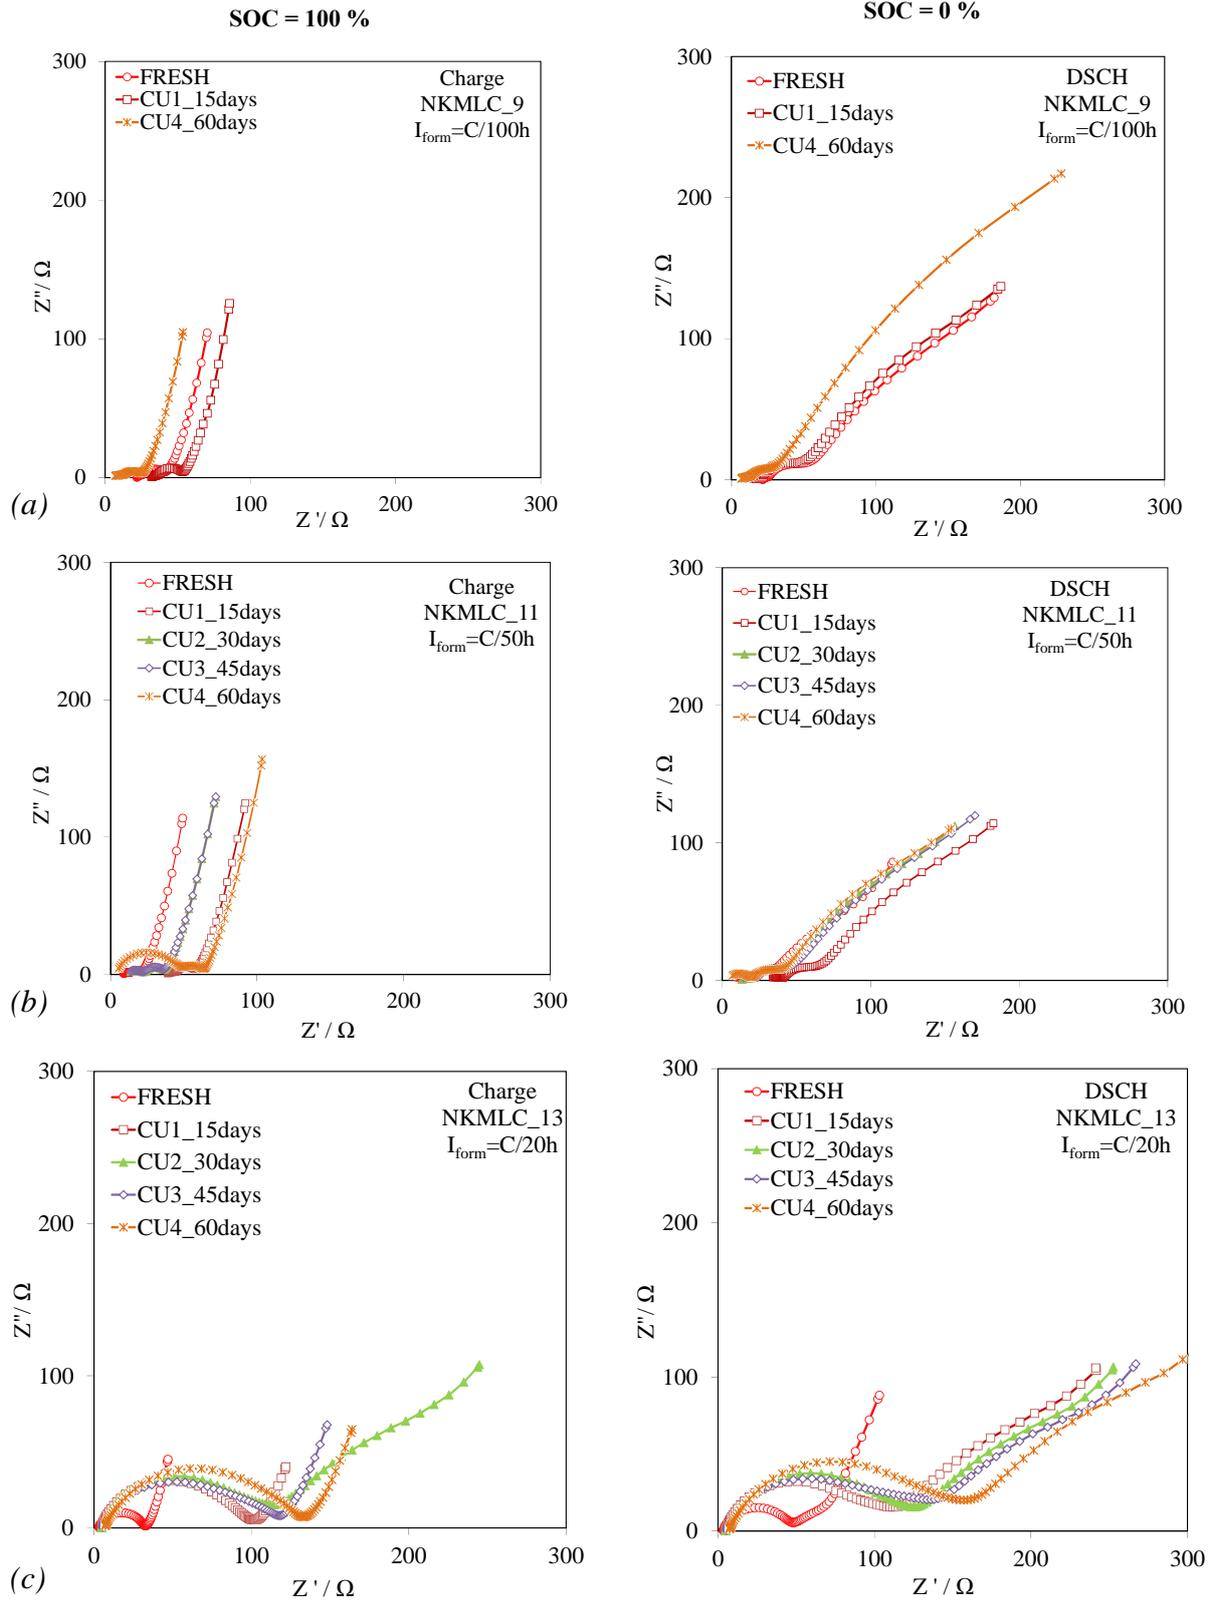 SOC = 100 %
SOC = 0 %
300
200
100
0
Z''/ Ω
FRESH
CU1_15days
CU4_60days
Charge
NKMLC_9
Iform=C/100h
0
100
200
300
Z '/ Ω
(a)
300
200
100
0
Z''/ Ω
FRESH
CU1_15days
CU4_60days
DSCH
NKMLC_9
Iform=C/100h
0
100
200
300
Z '/ Ω
300
200
100
0
Z'' / Ω
FRESH
CU1_15days
CU2_30days
CU3_45days
CU4_60days
Charge
NKMLC_11
Iform=C/50h
0
100
200
300
Z' / Ω
(b)
300
200
100
0
Z'' / Ω
FRESH
CU1_15days
CU2_30days
CU3_45days
CU4_60days
DSCH
NKMLC_11
Iform=C/50h
0
100
200
300
Z' / Ω
300
200
100
0
Z''/ Ω
FRESH
CU1_15days
CU2_30days
CU3_45days
CU4_60days
Charge
NKMLC_13
Iform=C/20h
0
100
200
300
Z ' / Ω
(c)
300
200
100
0
Z''/ Ω
FRESH
CU1_15days
CU2_30days
CU3_45days
CU4_60days
DSCH
NKMLC_13
Iform=C/20h
0
100
200
300
Z ' / Ω